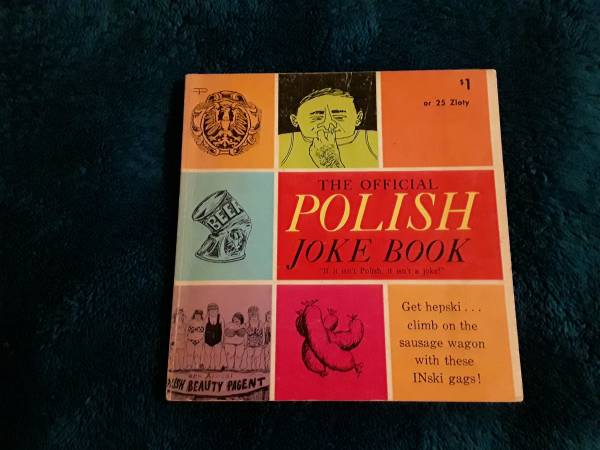 $1
or 25 Zloty
BEER
THE OFFICIAL
POLISH
JOKE BOOK
"If it isn't Polish, it isn't a joke!"
Get hepski...
climb on the
sausage wagon
with these
INski gags!
BEAUTY PAGENT